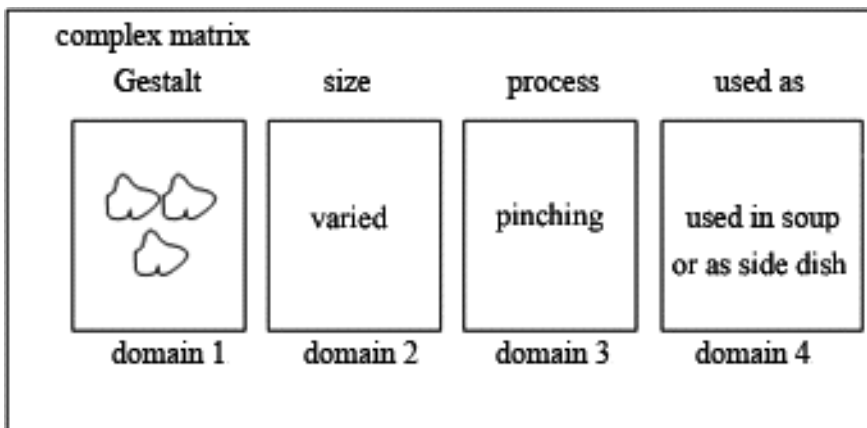 complex matrix
Gestalt size process used as
varied pinching used in soup
or as side dish
domain 1 domain 2 domain 3 domain 4